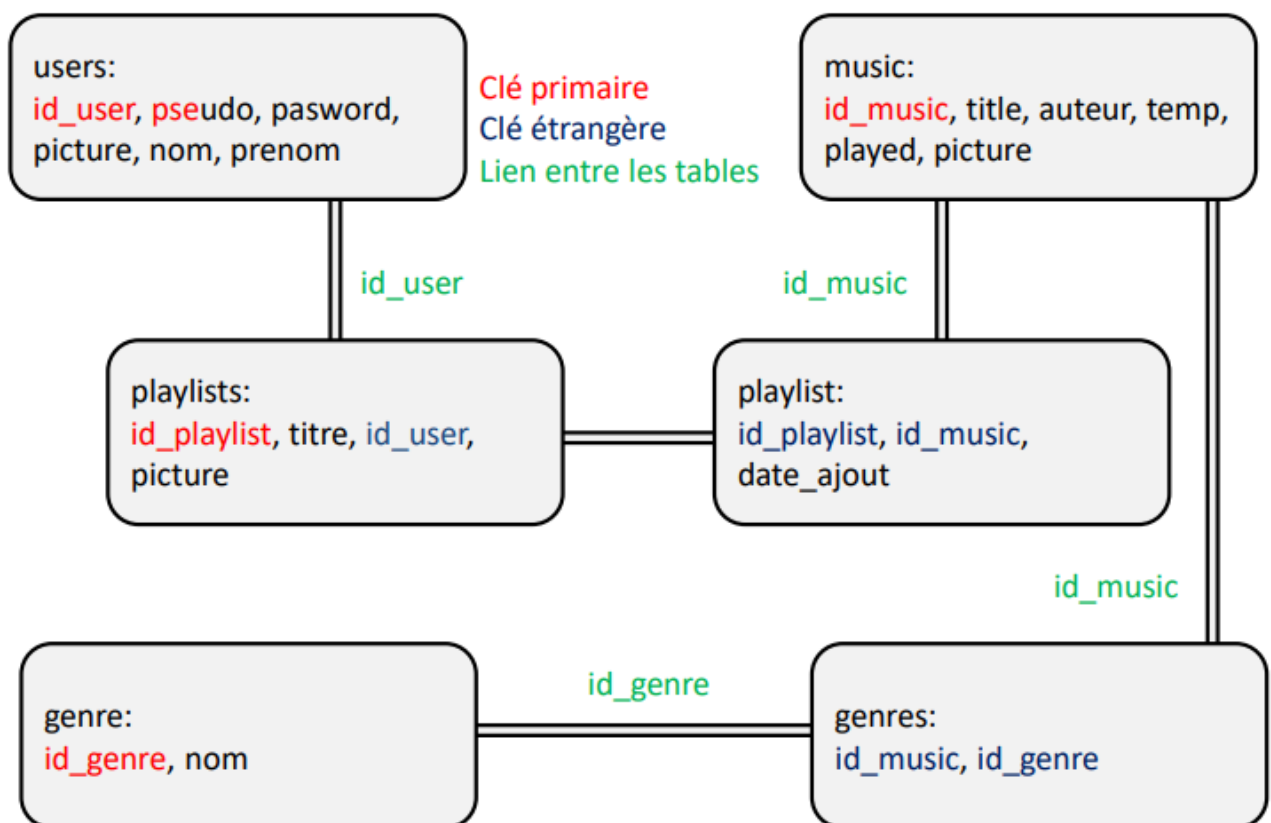 users:
id_user, pseudo, pasword,
picture, nom, prenom
Clé primaire
Clé étrangère
Lien entre les tables
music:
id_music, title, auteur, temp,
played, picture
id_user
id_music
playlists:
id_playlist, titre, id_user,
picture
playlist:
id_playlist, id_music,
date_ajout
id_music
genre:
id_genre, nom
id_genre
genres:
id_music, id_genre